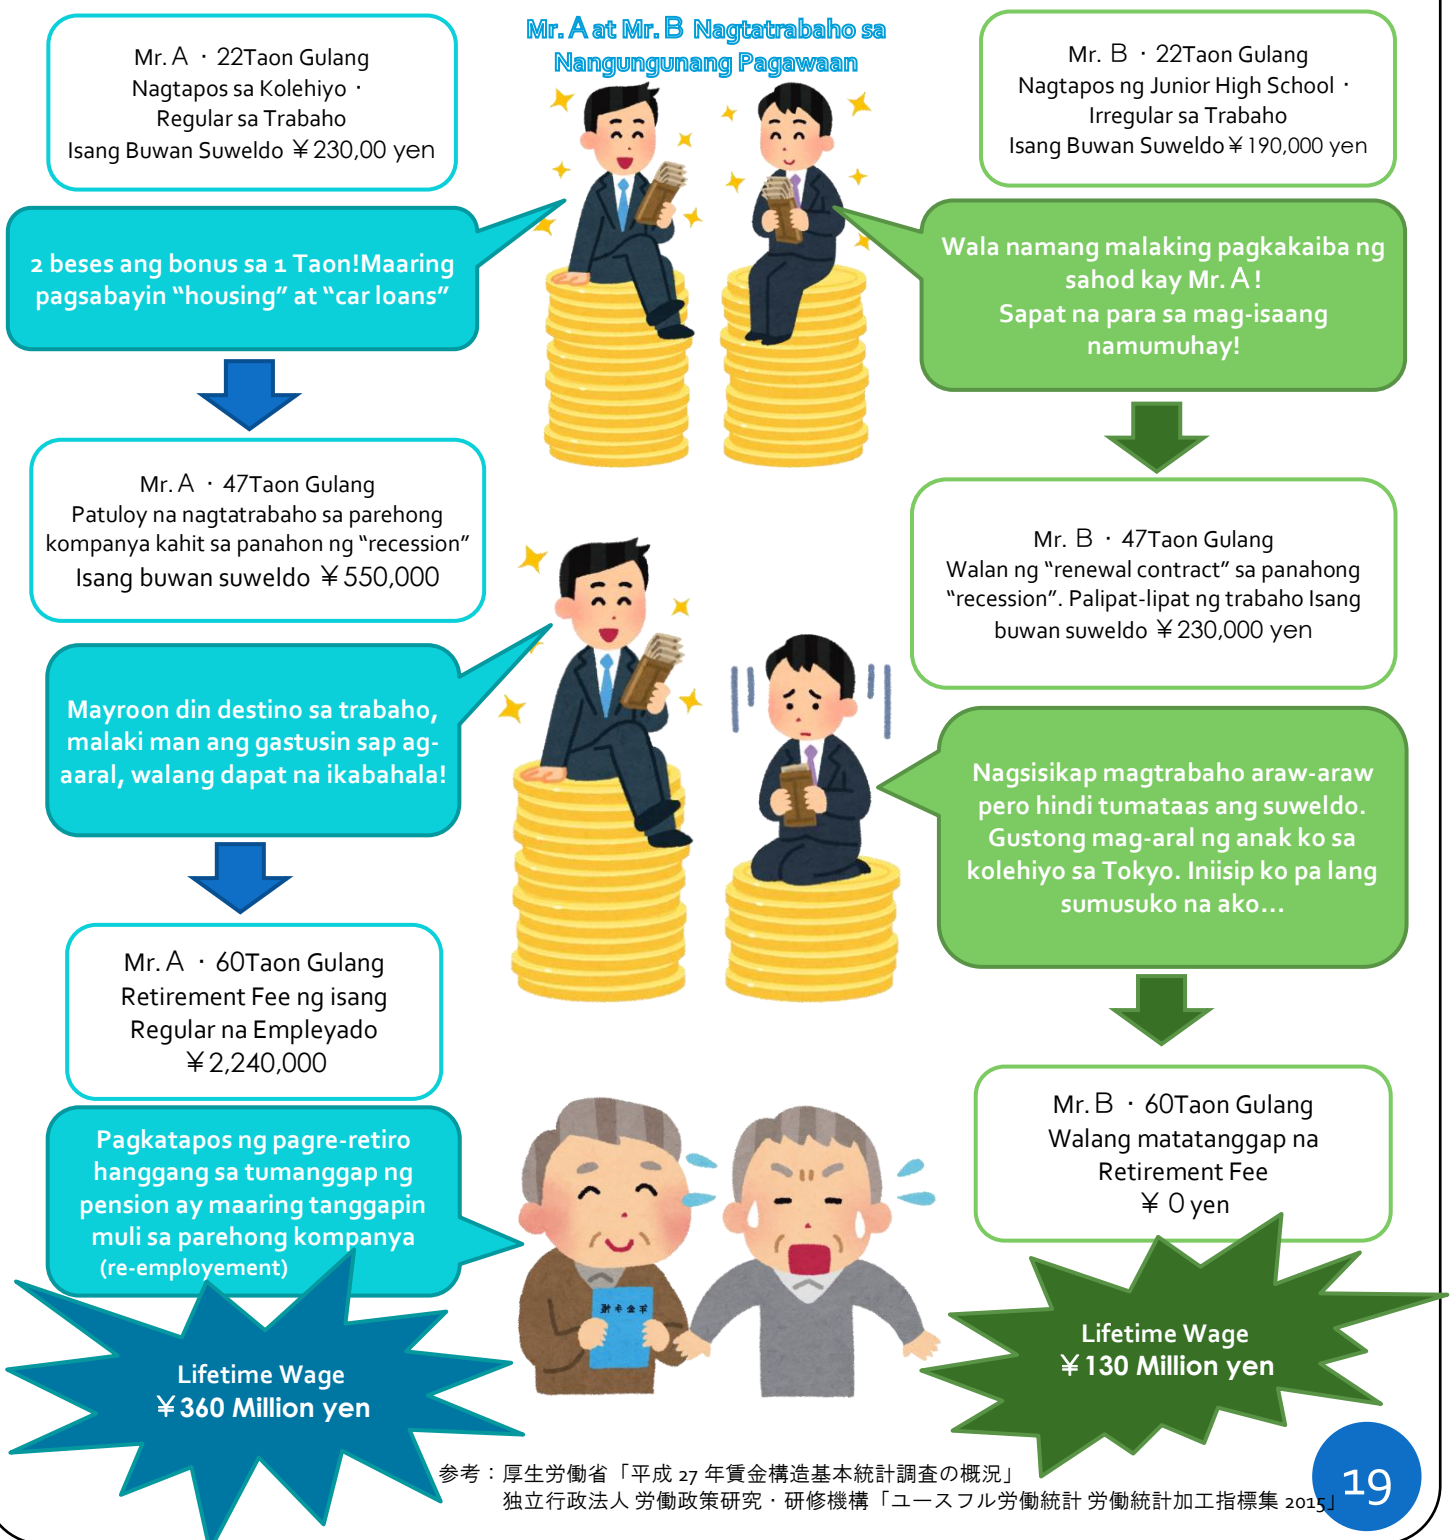 Mr. A at Mr. B Nagtatrabaho sa
Nangungunang Pagawaan
Mr. A ・ 22Taon Gulang
Nagtapos sa Kolehiyo・
Regular sa Trabaho
Isang Buwan Suweldo ¥230,00 yen
2 beses ang bonus sa 1 Taon!Maaring
pagsabayin “housing” at “car loans”
Mr. A ・ 47Taon Gulang
Patuloy na nagtatrabaho sa parehong
kompanya kahit sa panahon ng “recession”
Isang buwan suweldo ¥550,000
Mayroon din destino sa trabaho,
malaki man ang gastusin sap ag-
aaral, walang dapat na ikabahala!
Mr. A ・ 60Taon Gulang
Retirement Fee ng isang
Regular na Empleyado
¥2,240,000
Pagkatapos ng pagre-retiro
hanggang sa tumanggap ng
pension ay maaring tanggapin
muli sa parehong kompanya
(re-employement)
Lifetime Wage
¥360 Million yen
Mr. B ・ 22Taon Gulang
Nagtapos ng Junior High School・
Irregular sa Trabaho
Isang Buwan Suweldo¥190,000 yen
Wala namang malaking pagkakaiba ng
sahod kay Mr. A!
Sapat na para sa mag-isaang
namumuhay!
Mr. B ・ 47Taon Gulang
Walan ng “renewal contract” sa panahong
“recession”. Palipat-lipat ng trabaho Isang
buwan suweldo ¥230,000 yen
Nagsisikap magtrabaho araw-araw
pero hindi tumataas ang suweldo.
Gustong mag-aral ng anak ko sa
kolehiyo sa Tokyo. Iniisip ko pa lang
sumusuko na ako…
Mr. B ・ 60Taon Gulang
Walang matatanggap na
Retirement Fee
¥ 0 yen
Lifetime Wage
¥130 Million yen
参考：厚生労働省「平成 27 年賃金構造基本統計調査の概況」
独立行政法人 労働政策研究・研修機構「ユースフル労働統計 労働統計加工指標集 2015」
19